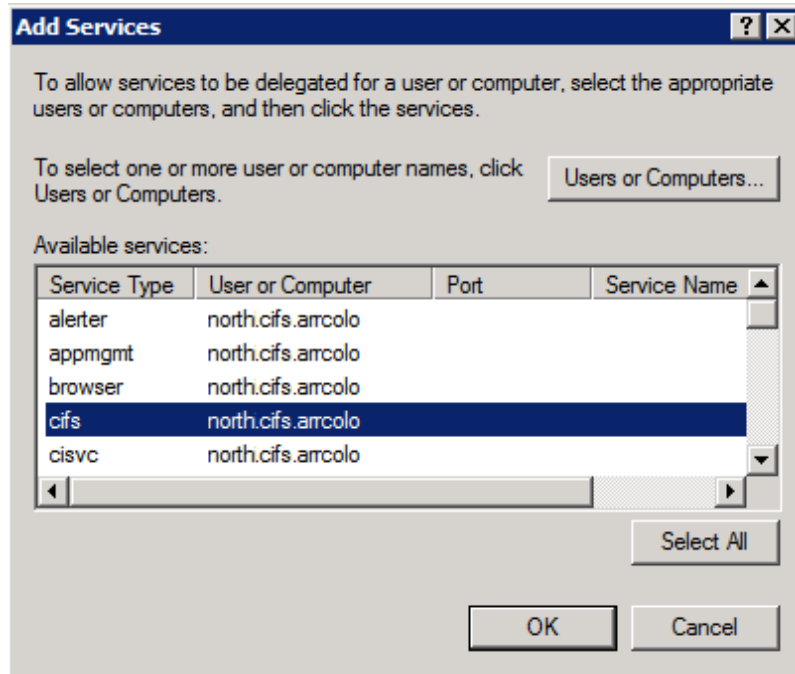 Add Services
To allow services to be delegated for a user or computer, select the appropriate
users or computers, and then click the services.
To select one or more user or computer names, click
Users or Computers.
Users or Computers...
Available services:
Service Type User or Computer Port Service Name
alerter north.cifs.arrcolo
appmgmt north.cifs.arrcolo
browser north.cifs.arrcolo
cifs north.cifs.arrcolo
cisvc north.cifs.arrcolo
Select All
OK Cancel